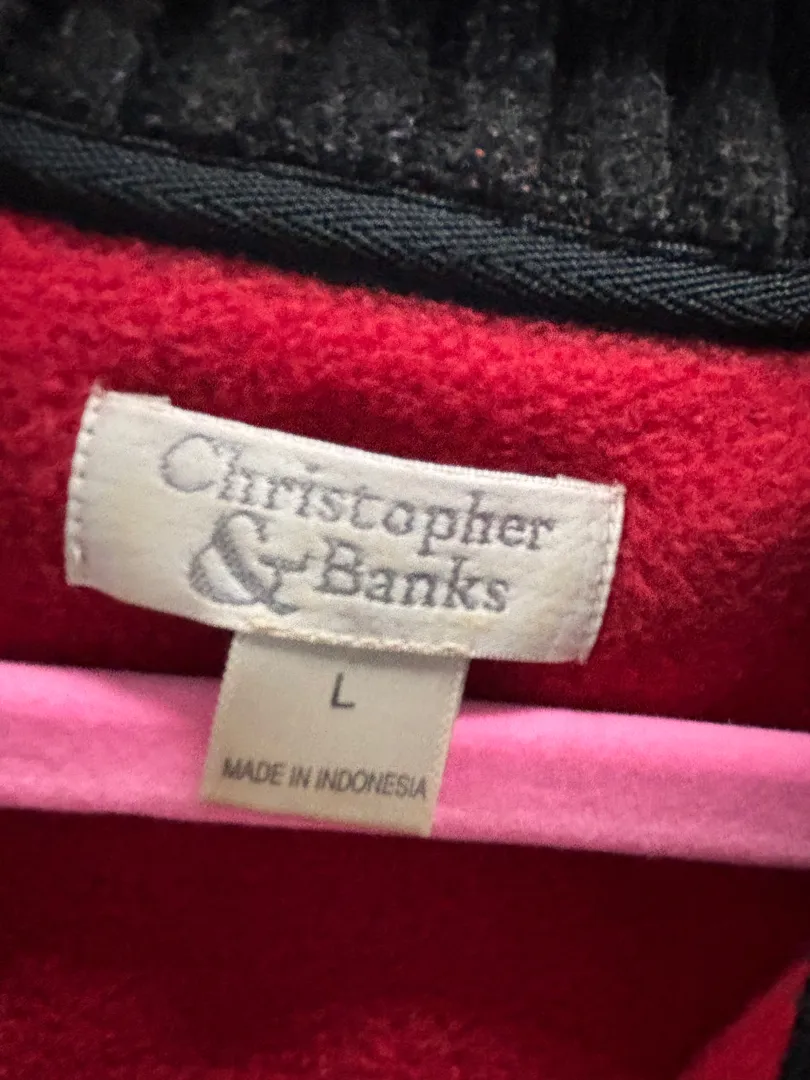 Christopher
& Banks
L
MADE IN INDONESIA